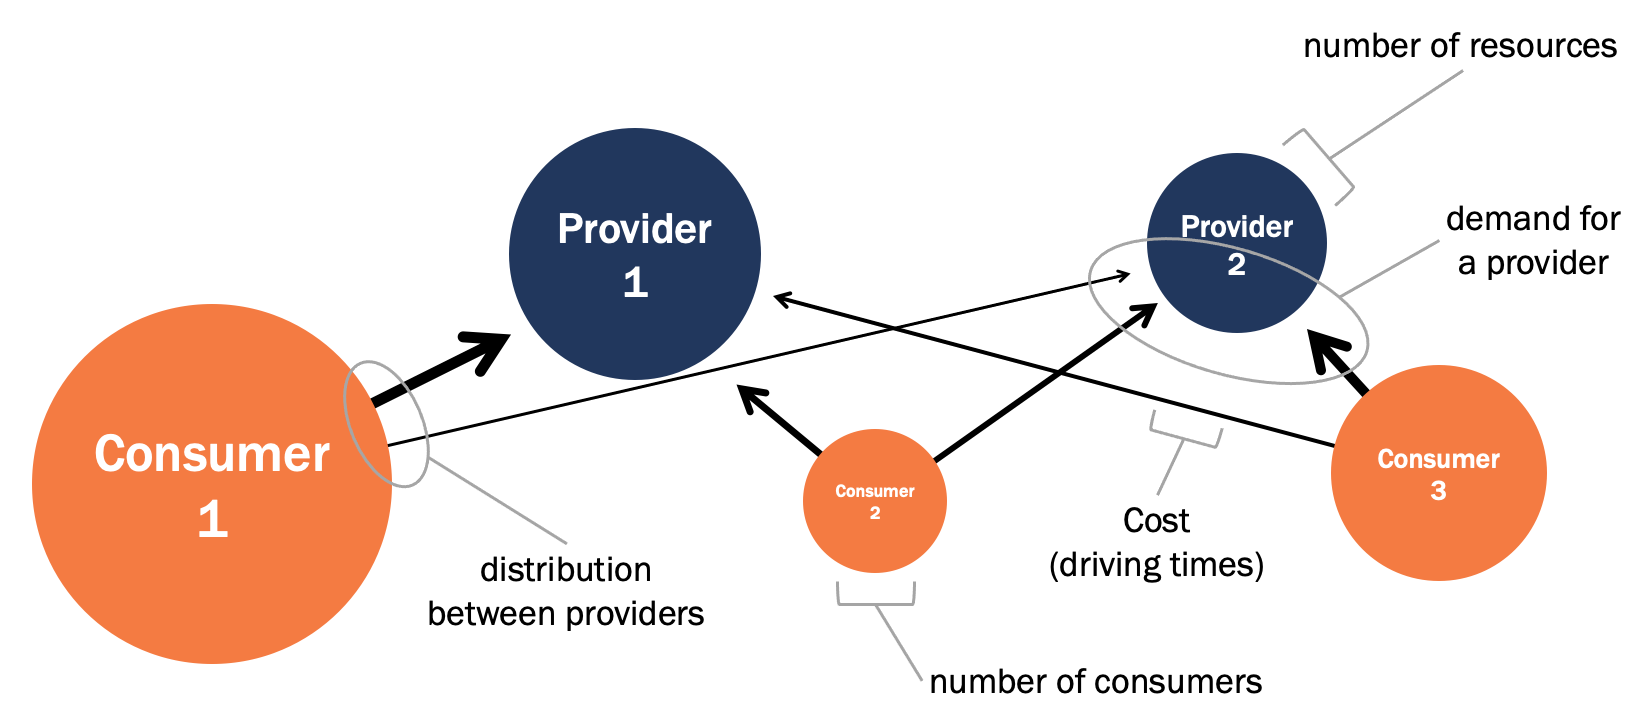 number of resources
Provider
1
Provider
2
demand for
a provider
Consumer
1
Consumer
2
Consumer
3
Cost
(driving times)
distribution
between providers
number of consumers